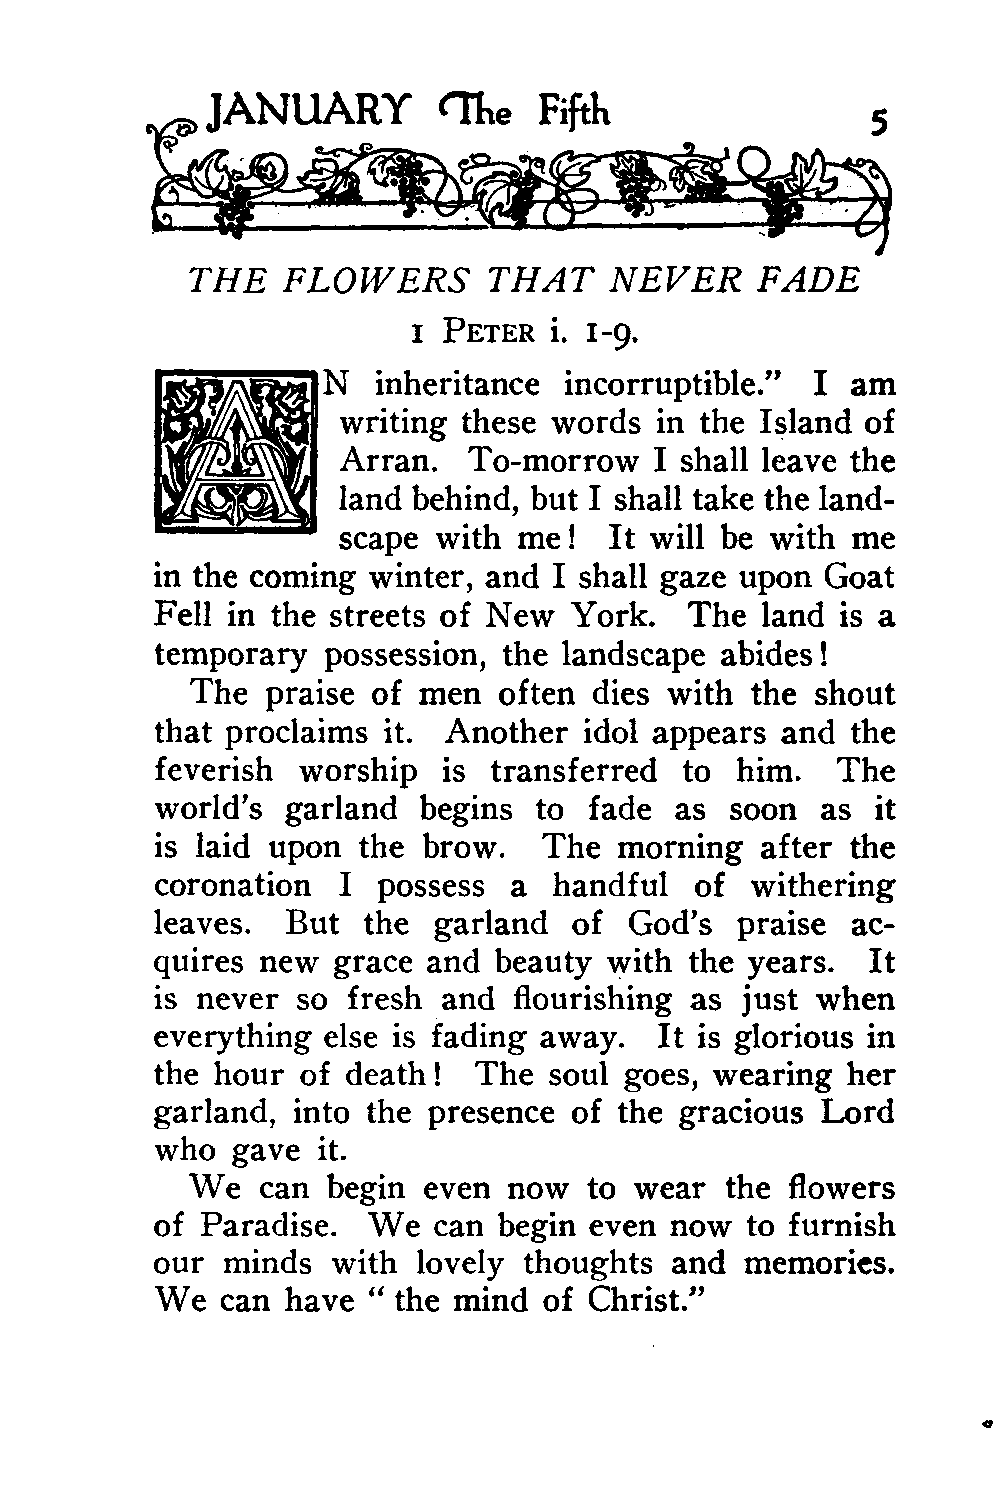 JANUARY The Fifth 5
THE FLOWERS THAT NEVER FADE
1 PETER i. 1-9.
AN inheritance incorruptible.” I am
writing these words in the Island of
Arran. To-morrow I shall leave the
land behind, but I shall take the land-
scape with me! It will be with me
in the coming winter, and I shall gaze upon Goat
Fell in the streets of New York. The land is a
temporary possession, the landscape abides!
The praise of men often dies with the shout
that proclaims it. Another idol appears and the
feverish worship is transferred to him. The
world's garland begins to fade as soon as it
is laid upon the brow. The morning after the
coronation I possess a handful of withering
leaves. But the garland of God's praise ac-
quires new grace and beauty with the years. It
is never so fresh and flourishing as just when
everything else is fading away. It is glorious in
the hour of death! The soul goes, wearing her
garland, into the presence of the gracious Lord
who gave it.
We can begin even now to wear the flowers
of Paradise. We can begin even now to furnish
our minds with lovely thoughts and memories.
We can have “ the mind of Christ.”